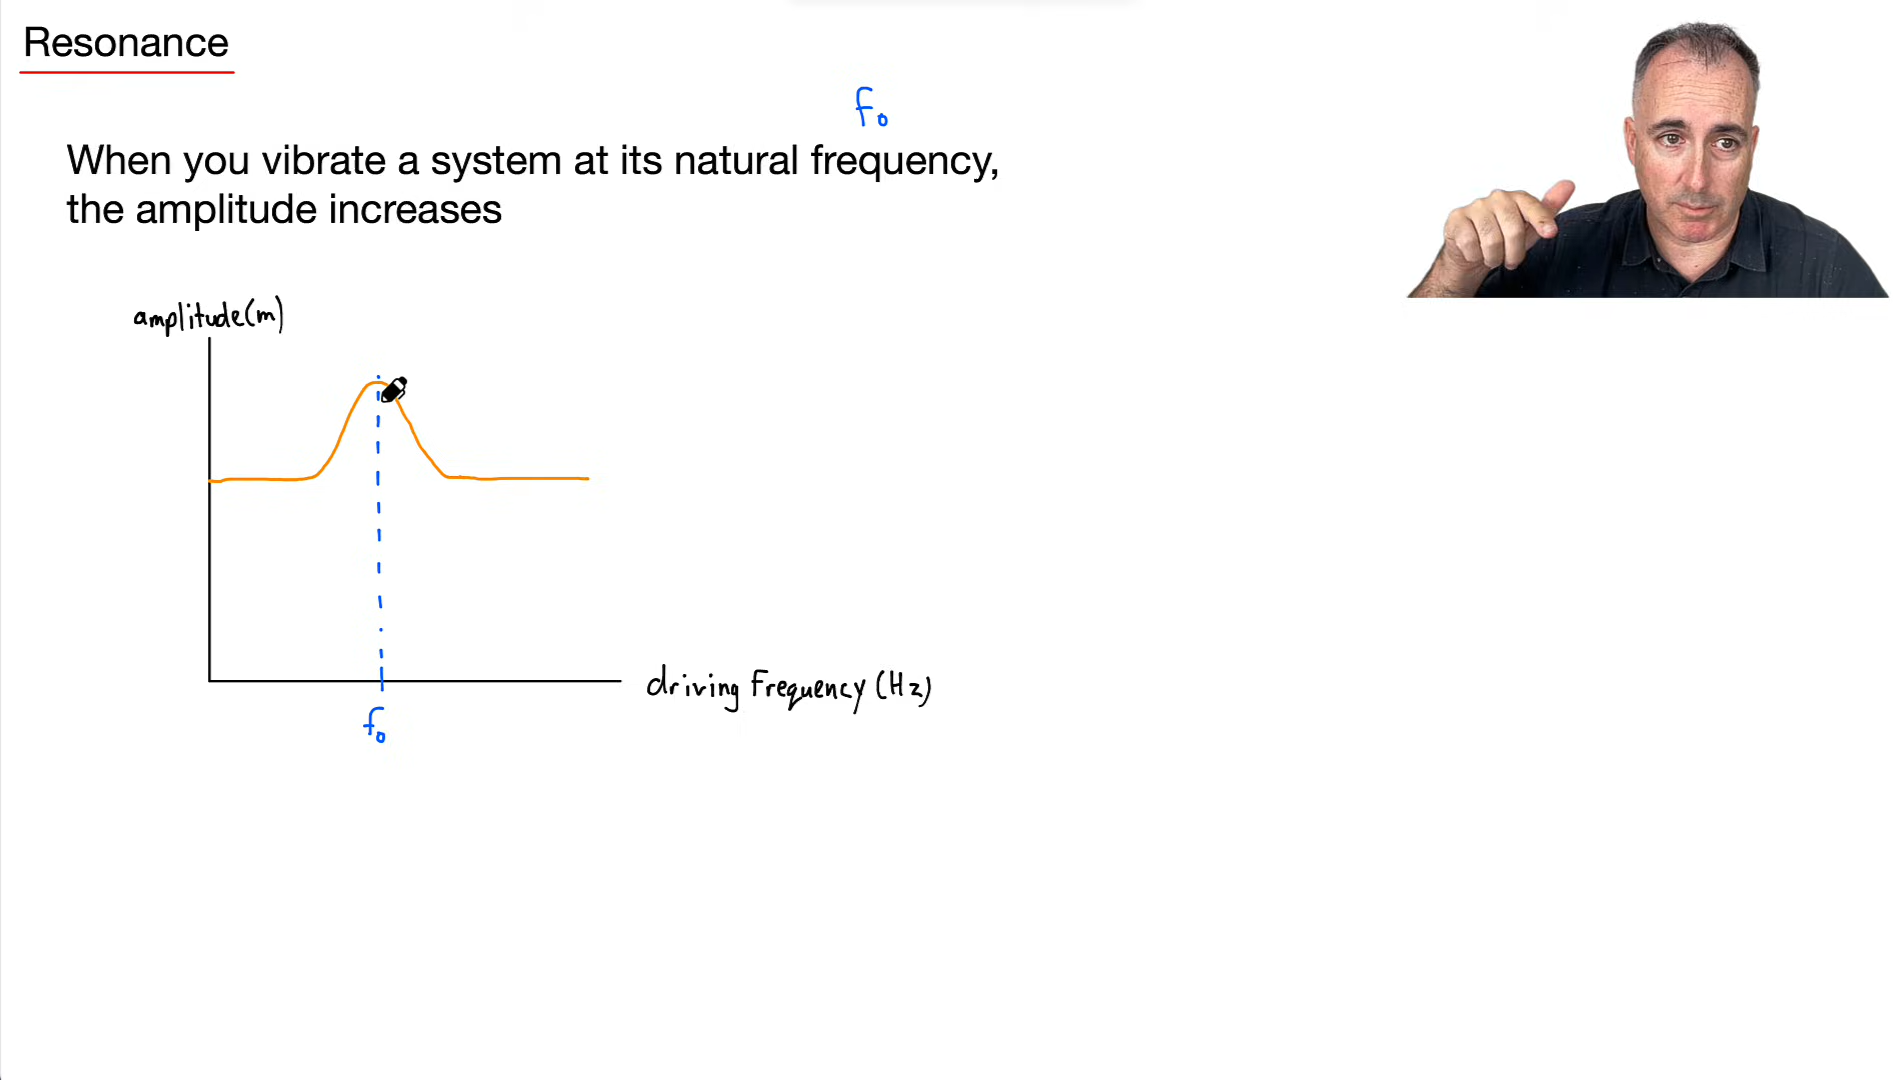 Resonance
f₀
When you vibrate a system at its natural frequency,
the amplitude increases
amplitude(m)
driving frequency (Hz)
f₀